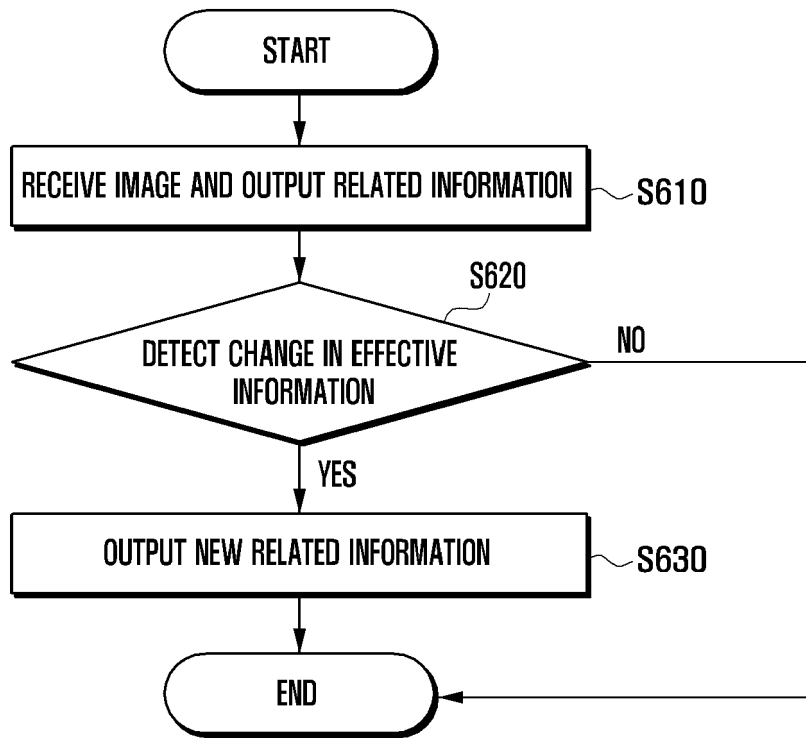 START
RECEIVE IMAGE AND OUTPUT RELATED INFORMATION
S610
S620
DETECT CHANGE IN EFFECTIVE
INFORMATION
NO
YES
OUTPUT NEW RELATED INFORMATION
S630
END